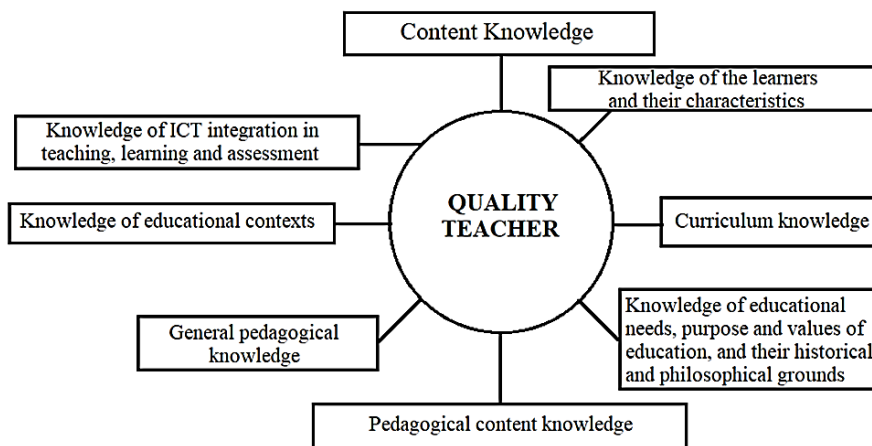 Content Knowledge
Knowledge of the learners
and their characteristics
Knowledge of ICT integration in
teaching, learning and assessment
QUALITY
TEACHER
Knowledge of educational contexts
Curriculum knowledge
Knowledge of educational
needs, purpose and values of
education, and their historical
and philosophical grounds
General pedagogical
knowledge
Pedagogical content knowledge